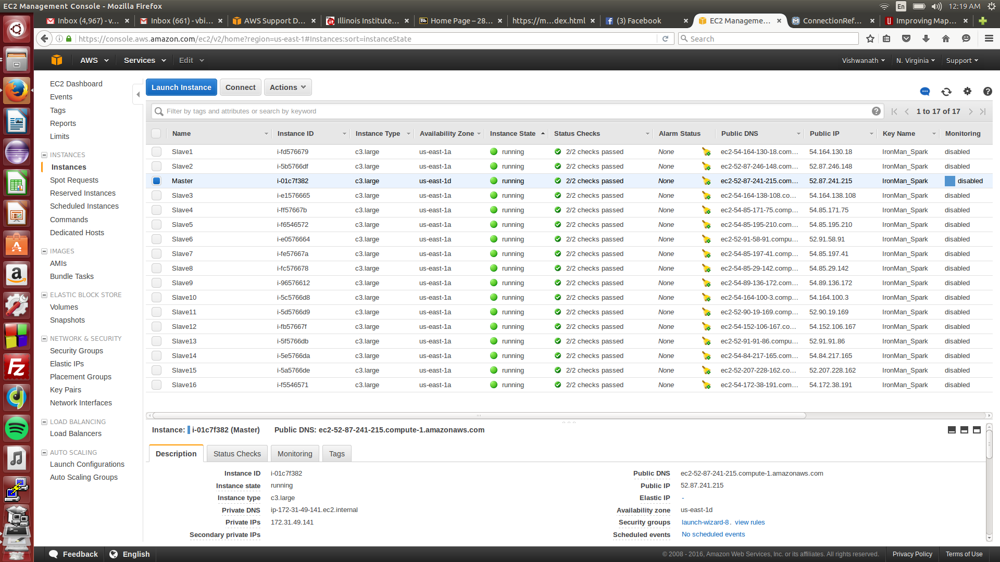 EC2 Management Console - Mozilla Firefox
En 12:19 AM
Inbox (4,967) - v... Inbox (661) - vbi... AWS Support D... Illinois Institute... Bb Home Page – 28... https://m...dex.html (3) Facebook EC2 Manageme... ConnectionRef... Improving Map...
https://console.aws.amazon.com/ec2/v2/home?region=us-east-1#Instances:sort=instanceState Search
AWS Services Edit Vishwanath N. Virginia Support
EC2 Dashboard
Events
Tags
Reports
Limits
INSTANCES
Instances
Spot Requests
Reserved Instances
Scheduled Instances
Commands
Dedicated Hosts
IMAGES
AMIs
Bundle Tasks
ELASTIC BLOCK STORE
Volumes
Snapshots
NETWORK & SECURITY
Security Groups
Elastic IPs
Placement Groups
Key Pairs
Network Interfaces
LOAD BALANCING
Load Balancers
AUTO SCALING
Launch Configurations
Auto Scaling Groups
Launch Instance Connect Actions
Filter by tags and attributes or search by keyword 1 to 17 of 17
Name Instance ID Instance Type Availability Zone Instance State Status Checks Alarm Status Public DNS Public IP Key Name Monitoring
Slave1 i-fd576679 c3.large us-east-1a running 2/2 checks passed None ec2-54-164-130-18.com... 54.164.130.18 IronMan_Spark disabled
Slave2 i-5b5766df c3.large us-east-1a running 2/2 checks passed None ec2-52-87-246-148.com... 52.87.246.148 IronMan_Spark disabled
Master i-01c7f382 c3.large us-east-1d running 2/2 checks passed None ec2-52-87-241-215.com... 52.87.241.215 IronMan_Spark disabled
Slave3 i-e1576665 c3.large us-east-1a running 2/2 checks passed None ec2-54-164-138-108.co... 54.164.138.108 IronMan_Spark disabled
Slave4 i-ff57667b c3.large us-east-1a running 2/2 checks passed None ec2-54-85-171-75.comp... 54.85.171.75 IronMan_Spark disabled
Slave5 i-f6546572 c3.large us-east-1a running 2/2 checks passed None ec2-54-85-195-210.com... 54.85.195.210 IronMan_Spark disabled
Slave6 i-e0576664 c3.large us-east-1a running 2/2 checks passed None ec2-52-91-58-91.compu... 52.91.58.91 IronMan_Spark disabled
Slave7 i-fe57667a c3.large us-east-1a running 2/2 checks passed None ec2-54-85-197-41.comp... 54.85.197.41 IronMan_Spark disabled
Slave8 i-fc576678 c3.large us-east-1a running 2/2 checks passed None ec2-54-85-29-142.comp... 54.85.29.142 IronMan_Spark disabled
Slave9 i-96576612 c3.large us-east-1a running 2/2 checks passed None ec2-54-89-136-172.com... 54.89.136.172 IronMan_Spark disabled
Slave10 i-5c5766d8 c3.large us-east-1a running 2/2 checks passed None ec2-54-164-100-3.comp... 54.164.100.3 IronMan_Spark disabled
Slave11 i-5d5766d9 c3.large us-east-1a running 2/2 checks passed None ec2-52-90-19-169.comp... 52.90.19.169 IronMan_Spark disabled
Slave12 i-fb57667f c3.large us-east-1a running 2/2 checks passed None ec2-54-152-106-167.co... 54.152.106.167 IronMan_Spark disabled
Slave13 i-5f5766db c3.large us-east-1a running 2/2 checks passed None ec2-52-91-91-86.compu... 52.91.91.86 IronMan_Spark disabled
Slave14 i-5e5766da c3.large us-east-1a running 2/2 checks passed None ec2-54-84-217-165.com... 54.84.217.165 IronMan_Spark disabled
Slave15 i-5a5766de c3.large us-east-1a running 2/2 checks passed None ec2-52-207-228-162.co... 52.207.228.162 IronMan_Spark disabled
Slave16 i-f5546571 c3.large us-east-1a running 2/2 checks passed None ec2-54-172-38-191.com... 54.172.38.191 IronMan_Spark disabled
Instance: i-01c7f382 (Master) Public DNS: ec2-52-87-241-215.compute-1.amazonaws.com
Description Status Checks Monitoring Tags
Instance ID i-01c7f382 Public DNS ec2-52-87-241-215.compute-1.amazonaws.com
Instance state running Public IP 52.87.241.215
Instance type c3.large Elastic IP -
Private DNS ip-172-31-49-141.ec2.internal Availability zone us-east-1d
Private IPs 172.31.49.141 Security groups launch-wizard-8. view rules
Secondary private IPs Scheduled events No scheduled events
Feedback English © 2008 - 2016, Amazon Web Services, Inc. or its affiliates. All rights reserved. Privacy Policy Terms of Use